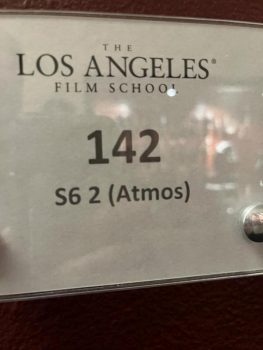 THE
LOS ANGELES®
FILM SCHOOL
142
S6 2 (Atmos)